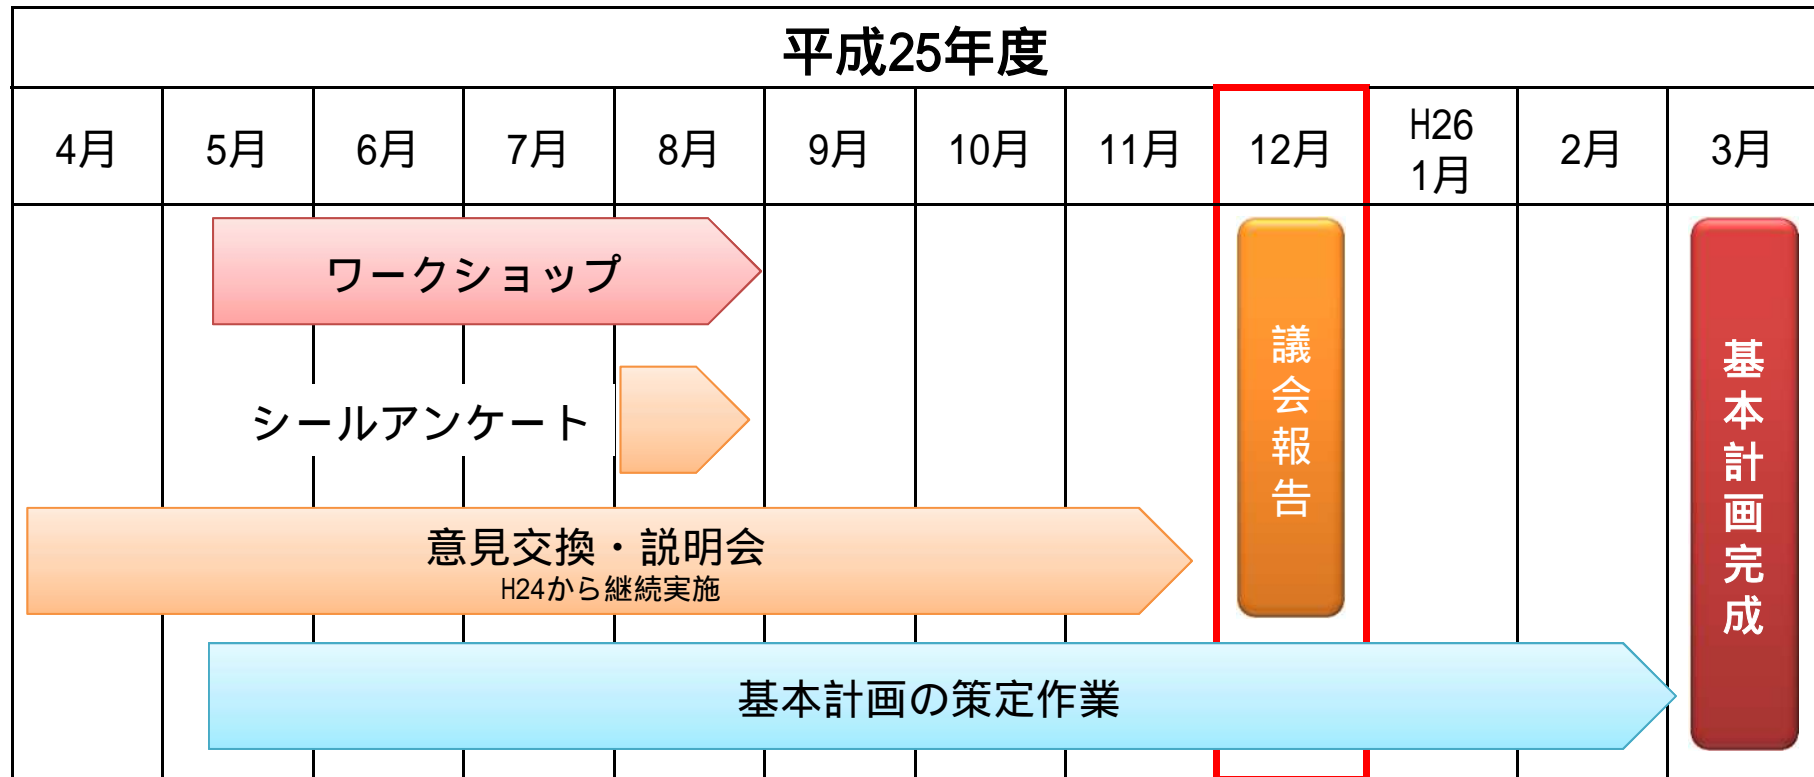 平成25年度
4月
5月
6月
7月
8月
9月
10月
11月
12月
H26
1月
2月
3月
ワークショップ
シールアンケート
意見交換・説明会
H24から継続実施
基本計画の策定作業
議会報告
基本計画完成